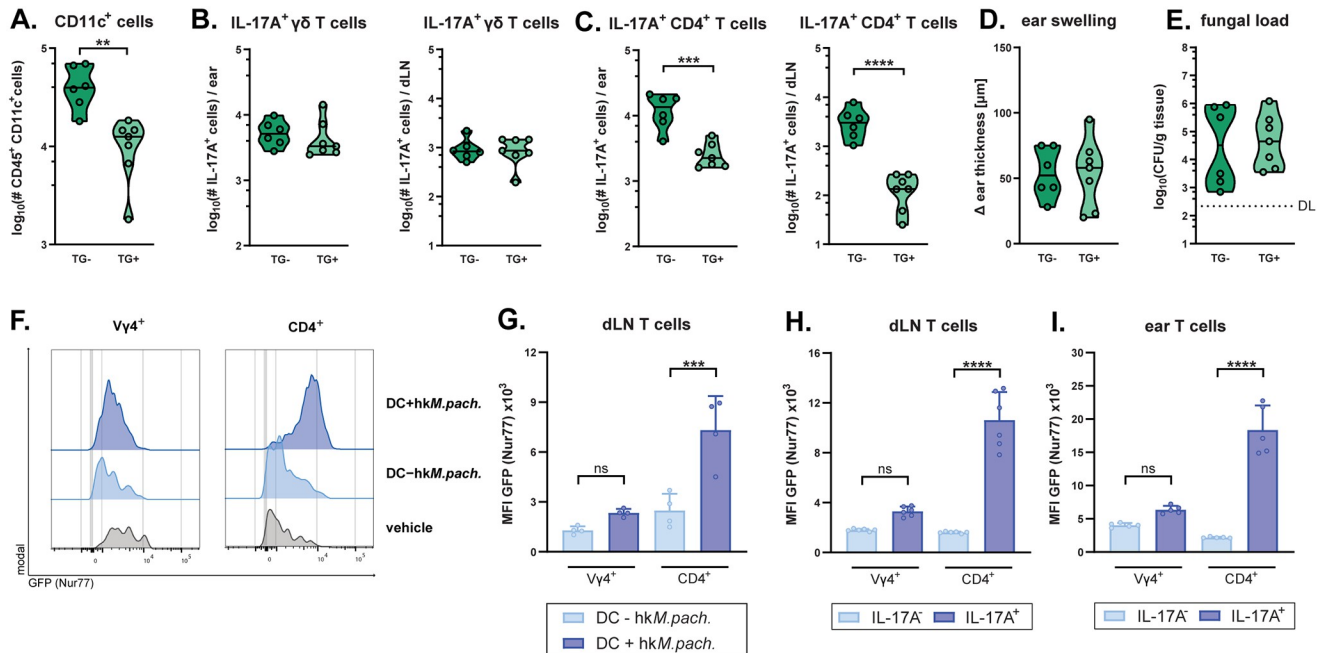 A. CD11c⁺ cells
log₁₀(# CD45⁺ CD11c⁺cells)
5
4
3
**
TG- TG+
B. IL-17A⁺ γδ T cells
log₁₀(# IL-17A⁺ cells) / ear
5
4
3
2
TG- TG+
IL-17A⁺ γδ T cells
log₁₀(# IL-17A⁺ cells) / dLN
5
4
3
2
1
TG- TG+
C. IL-17A⁺ CD4⁺ T cells
log₁₀(# IL-17A⁺ cells) / ear
5
4
3
2
***
TG- TG+
IL-17A⁺ CD4⁺ T cells
log₁₀(# IL-17A⁺ cells) / dLN
5
4
3
2
1
****
TG- TG+
D. ear swelling
Δ ear thickness [µm]
150
100
50
0
TG- TG+
E. fungal load
log₁₀(CFU/g tissue)
8
7
6
5
4
3
2
1
DL
TG- TG+
F.
Vγ4⁺ CD4⁺
DC+hkM.pach.
DC−hkM.pach.
vehicle
modal
0 10⁴ 10⁵
0 10⁴ 10⁵
GFP (Nur77)
G. dLN T cells
MFI GFP (Nur77) x10³
12
9
6
3
0
ns
***
Vγ4⁺ CD4⁺
DC - hkM.pach.
DC + hkM.pach.
H. dLN T cells
MFI GFP (Nur77) x10³
16
12
8
4
0
ns
****
Vγ4⁺ CD4⁺
IL-17A⁻ IL-17A⁺
I. ear T cells
MFI GFP (Nur77) x10³
30
25
20
15
10
5
0
ns
****
Vγ4⁺ CD4⁺
IL-17A⁻ IL-17A⁺